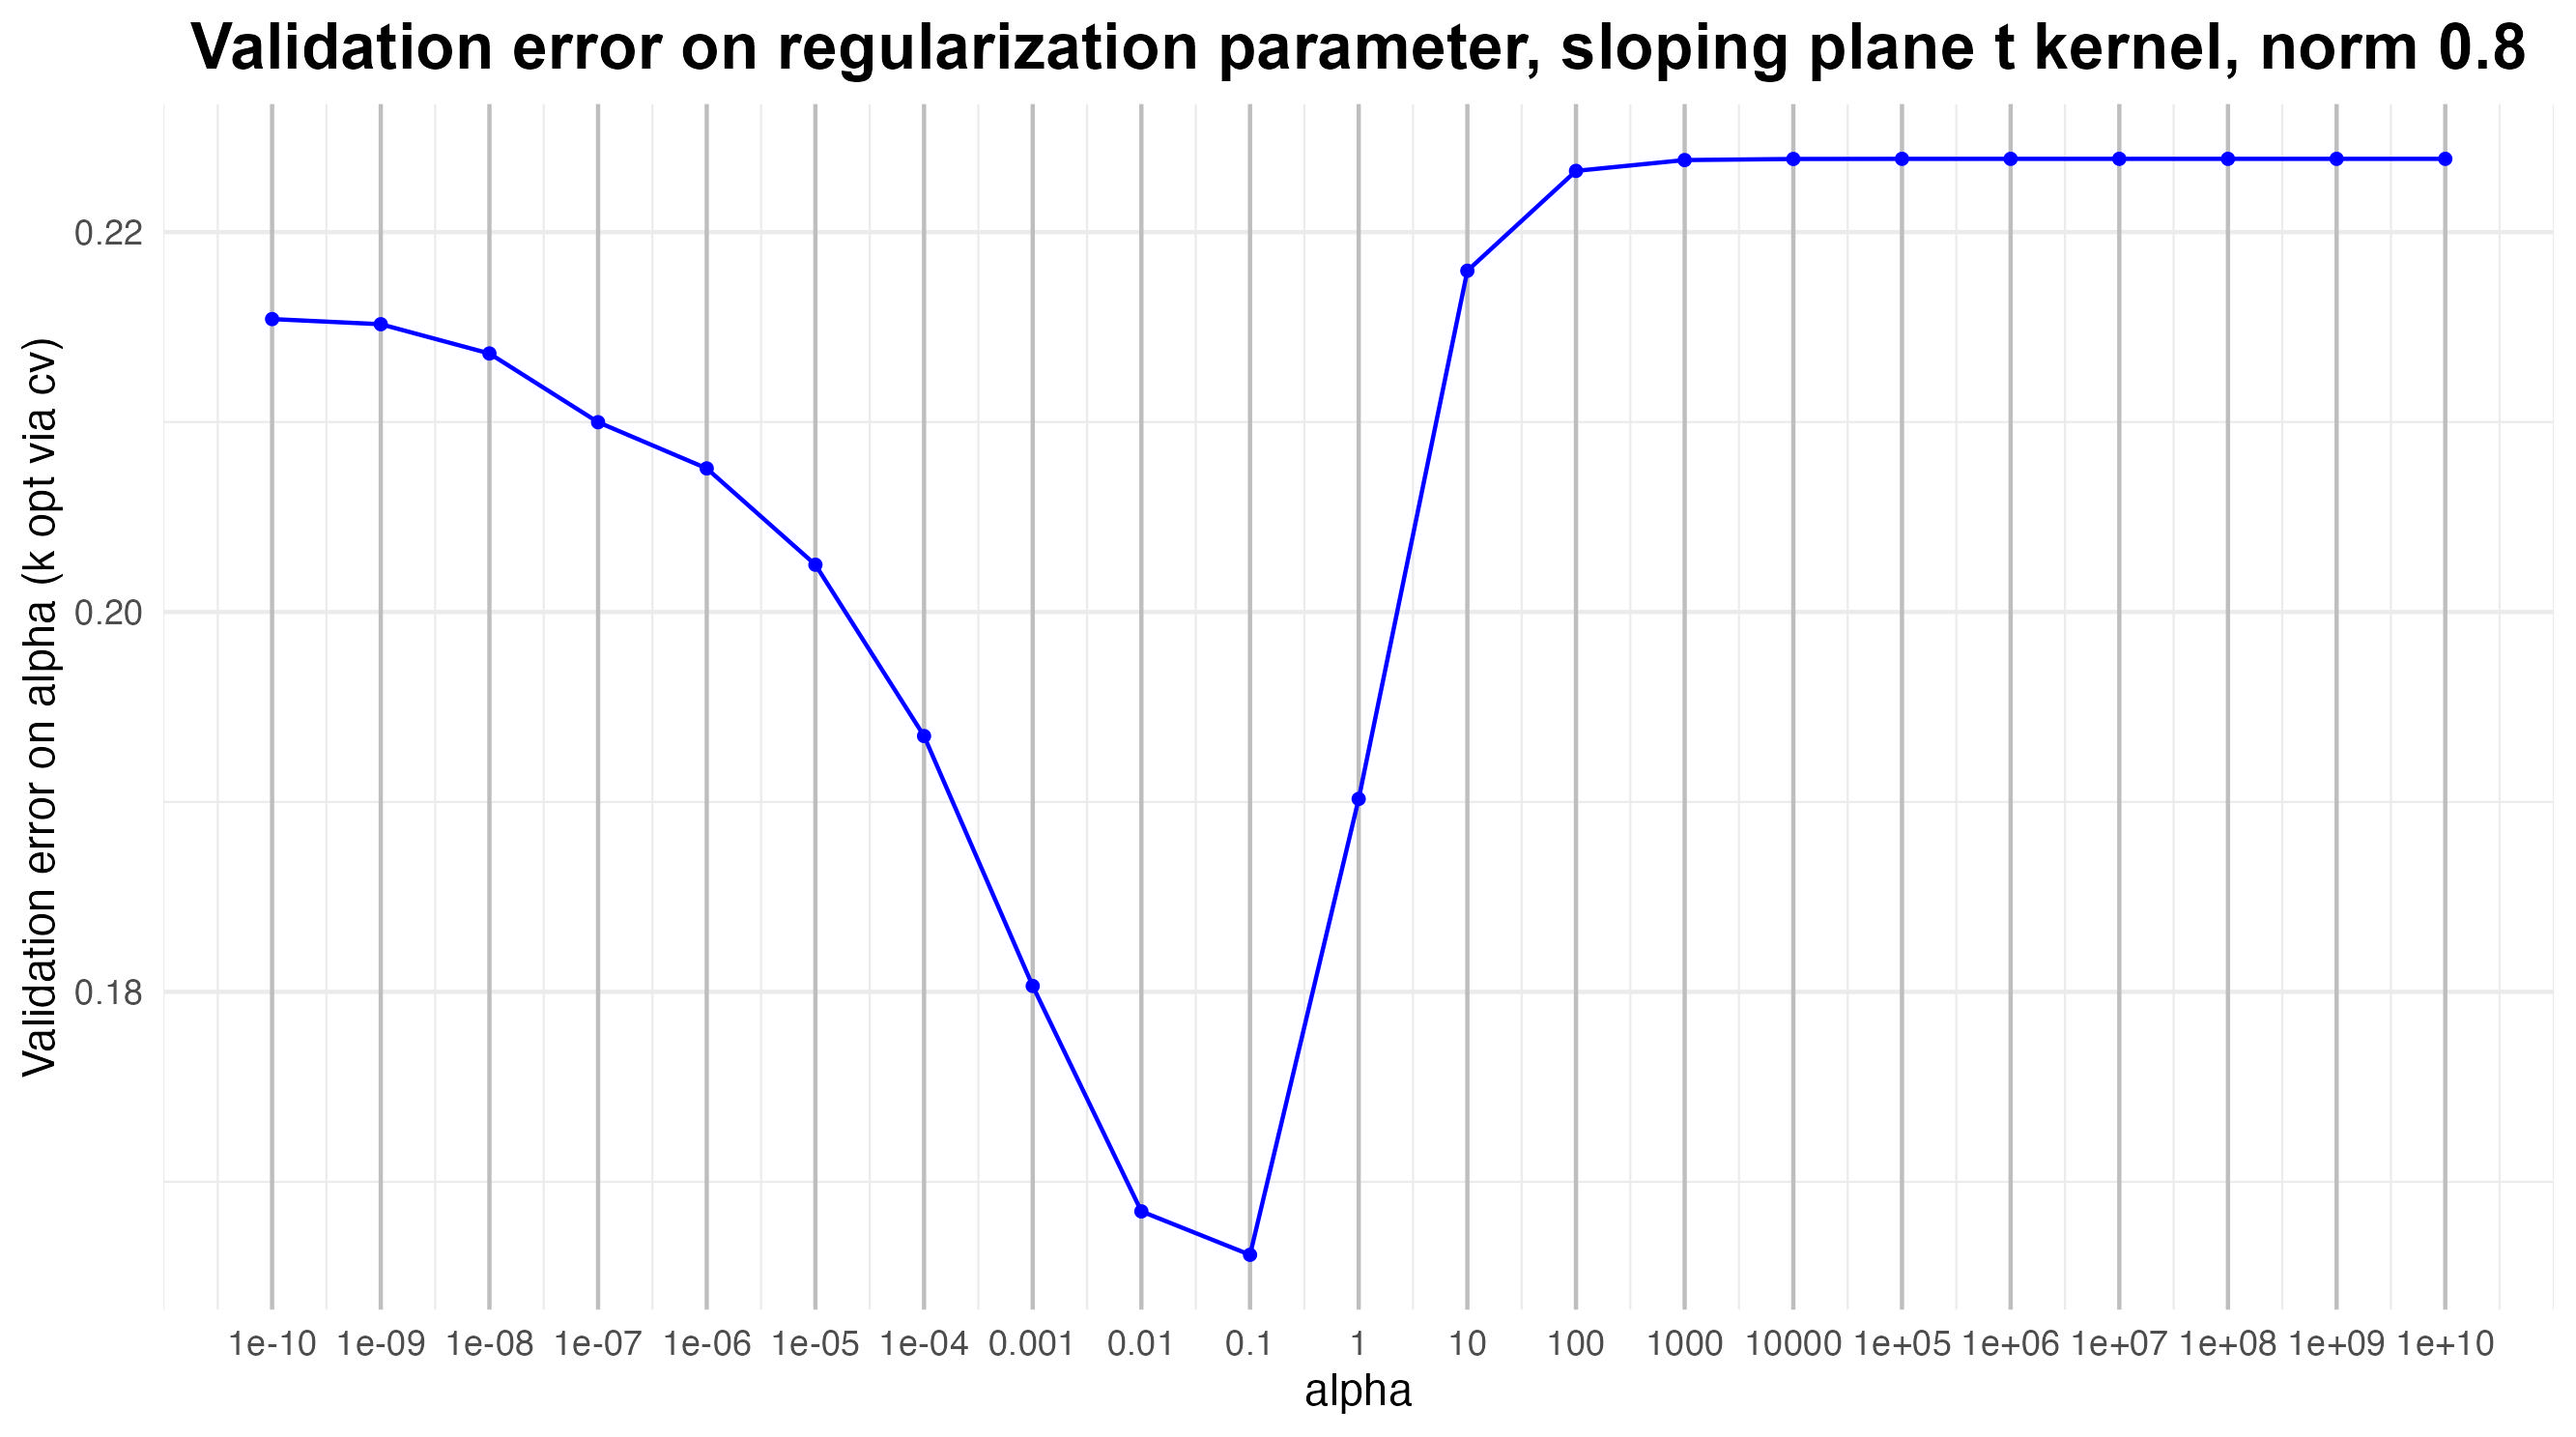 Validation error on regularization parameter, sloping plane t kernel, norm 0.8
Validation error on alpha (k opt via cv)
0.22
0.20
0.18
1e-10 1e-09 1e-08 1e-07 1e-06 1e-05 1e-04 0.001 0.01 0.1 1 10 100 1000 10000 1e+05 1e+06 1e+07 1e+08 1e+09 1e+10
alpha